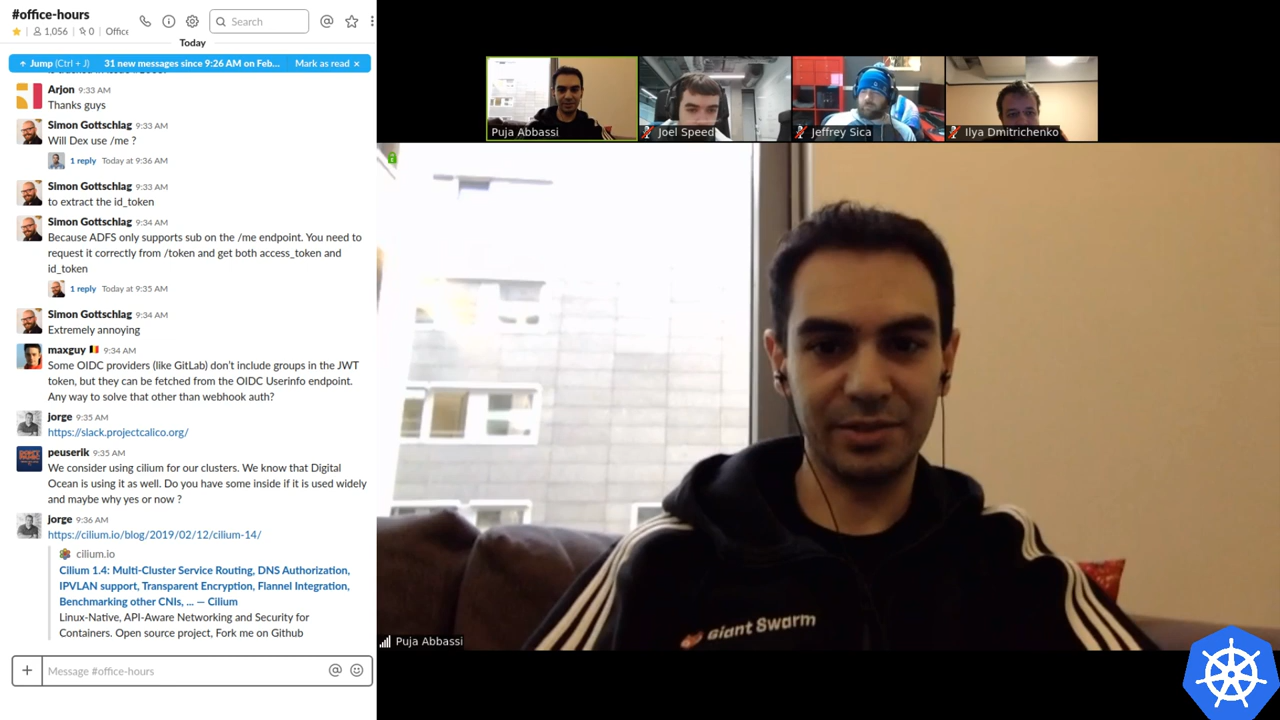 #office-hours
1,056 | 0 | Office
Search
Today
Jump (Ctrl + J) 31 new messages since 9:26 AM on Feb... Mark as read ×
Arjon 9:33 AM
Thanks guys
Simon Gottschlag 9:33 AM
Will Dex use /me ?
1 reply Today at 9:36 AM
Simon Gottschlag 9:33 AM
to extract the id_token
Simon Gottschlag 9:34 AM
Because ADFS only supports sub on the /me endpoint. You need to
request it correctly from /token and get both access_token and
id_token
1 reply Today at 9:35 AM
Simon Gottschlag 9:34 AM
Extremely annoying
maxguy 9:34 AM
Some OIDC providers (like GitLab) don't include groups in the JWT
token, but they can be fetched from the OIDC Userinfo endpoint.
Any way to solve that other than webhook auth?
jorge 9:35 AM
https://slack.projectcalico.org/
peuserik 9:35 AM
We consider using cilium for our clusters. We know that Digital
Ocean is using it as well. Do you have some inside if it is used widely
and maybe why yes or now ?
jorge 9:36 AM
https://cilium.io/blog/2019/02/12/cilium-14/
cilium.io
Cilium 1.4: Multi-Cluster Service Routing, DNS Authorization,
IPVLAN support, Transparent Encryption, Flannel Integration,
Benchmarking other CNIs, ... — Cilium
Linux-Native, API-Aware Networking and Security for
Containers. Open source project, Fork me on Github
Message #office-hours
Puja Abbassi
Joel Speed
Jeffrey Sica
Ilya Dmitrichenko
Giant Swarm
Puja Abbassi